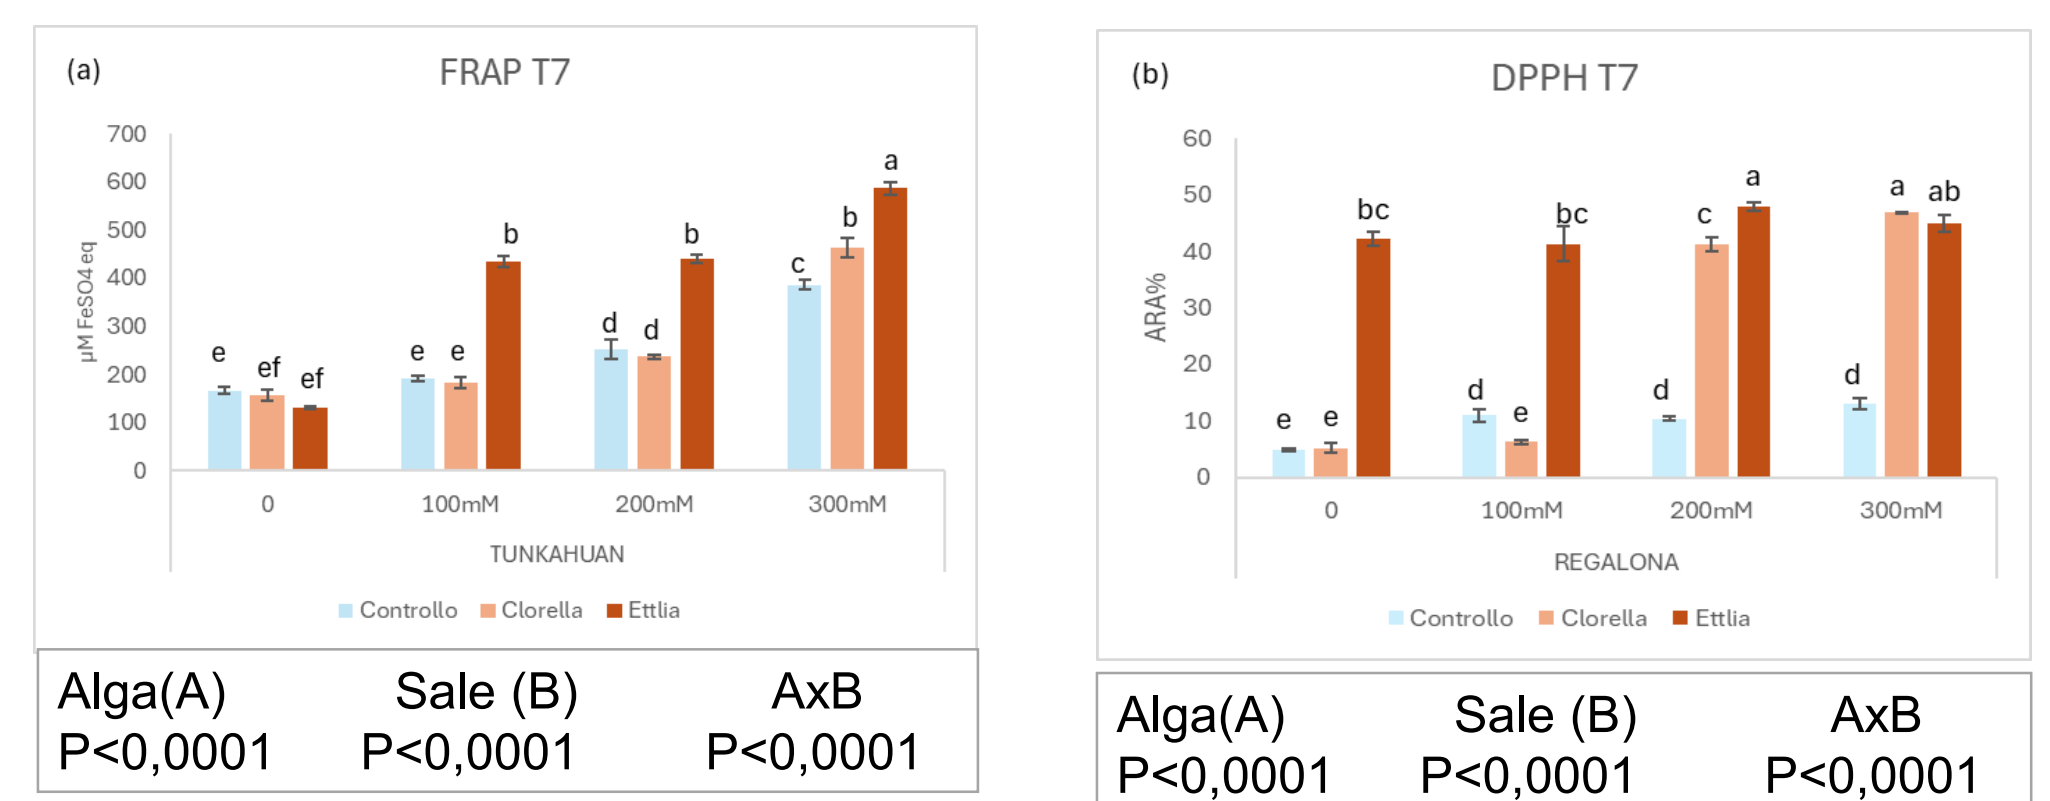 (a)
FRAP T7
µM FeSO4 eq
700
600
500
400
300
200
100
0
e ef ef
e e b
d d b
c b a
0 100mM 200mM 300mM
TUNKAHUAN
Controllo Clorella Ettlia
Alga(A) Sale (B) AxB
P<0,0001 P<0,0001 P<0,0001
(b)
DPPH T7
ARA%
60
50
40
30
20
10
0
e e bc
d e bc
d c a
d a ab
0 100mM 200mM 300mM
REGALONA
Controllo Clorella Ettlia
Alga(A) Sale (B) AxB
P<0,0001 P<0,0001 P<0,0001